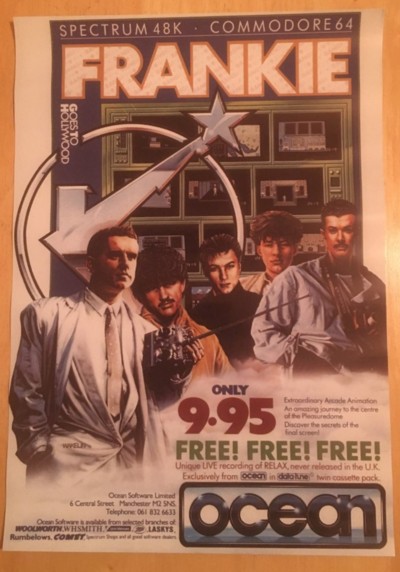 SPECTRUM 48K · COMMODORE 64
FRANKIE
GOES TO
HOLLYWOOD
ONLY
9.95
Extraordinary Arcade Animation
An amazing journey to the centre
of the Pleasuredome
Discover the secrets of the
final screen!
FREE! FREE! FREE!
Unique LIVE recording of RELAX, never released in the U.K.
Exclusively from ocean in data tune twin cassette pack.
Ocean Software Limited
6 Central Street Manchester M2 5NS.
Telephone: 061 832 6633
ocean
Ocean Software is available from selected branches of:
WOOLWORTH, WHSMITH, LASKYS,
Rumbelows, COMET, Spectrum Shops and all good software dealers